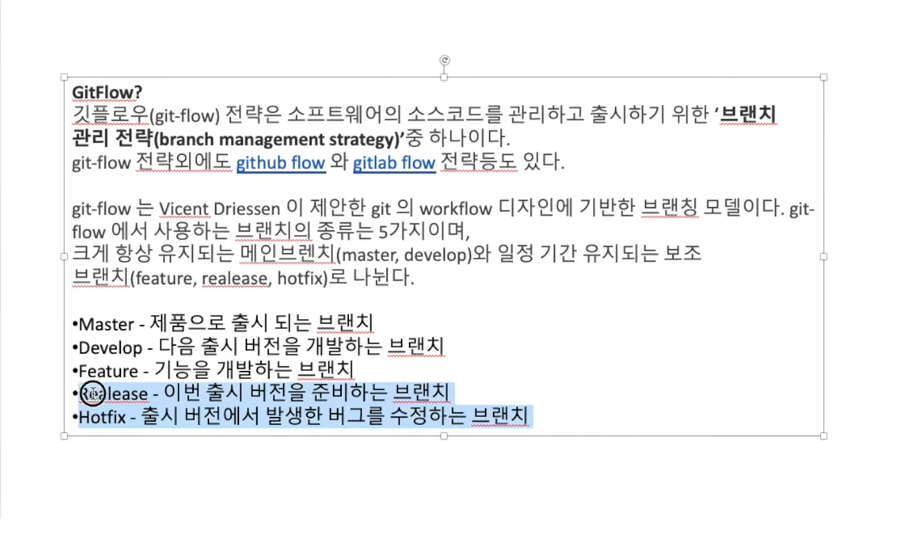 GitFlow?
깃플로우(git-flow) 전략은 소프트웨어의 소스코드를 관리하고 출시하기 위한 ‘브랜치
관리 전략(branch management strategy)’중 하나이다.
git-flow 전략외에도 github flow 와 gitlab flow 전략등도 있다.
git-flow 는 Vicent Driessen 이 제안한 git 의 workflow 디자인에 기반한 브랜칭 모델이다. git-
flow 에서 사용하는 브랜치의 종류는 5가지이며,
크게 항상 유지되는 메인브렌치(master, develop)와 일정 기간 유지되는 보조
브랜치(feature, realease, hotfix)로 나뉜다.
•Master - 제품으로 출시 되는 브랜치
•Develop - 다음 출시 버전을 개발하는 브랜치
•Feature - 기능을 개발하는 브랜치
•Realease - 이번 출시 버전을 준비하는 브랜치
•Hotfix - 출시 버전에서 발생한 버그를 수정하는 브랜치